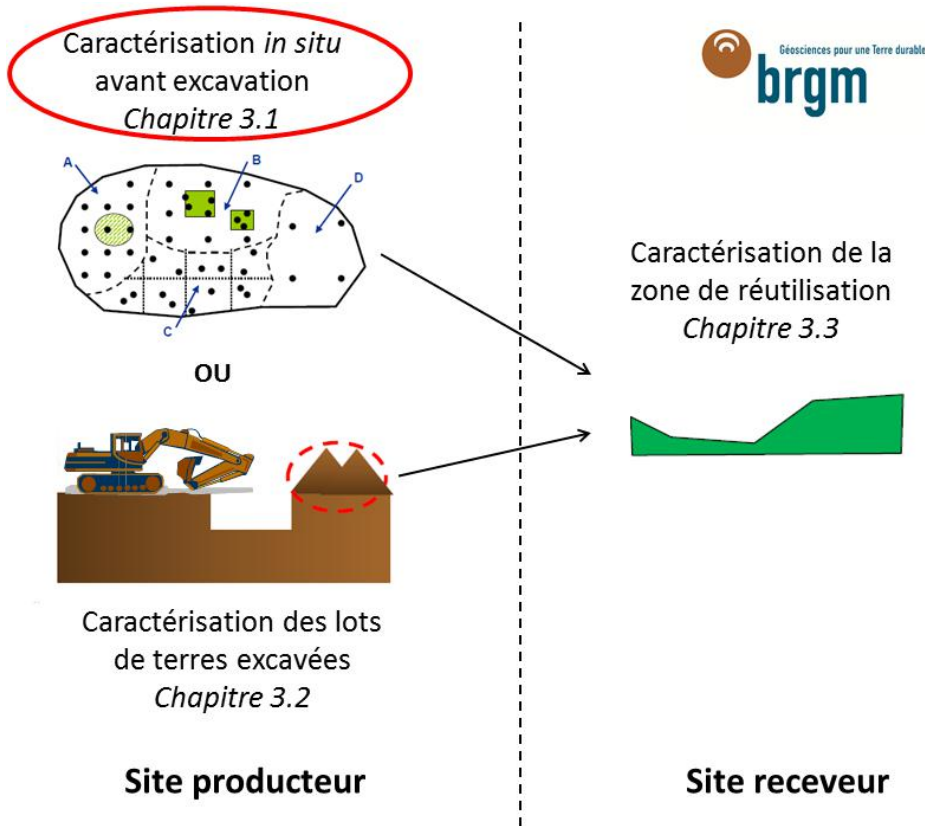 Caractérisation in situ
avant excavation
Chapitre 3.1
A
B
D
C
OU
Caractérisation des lots
de terres excavées
Chapitre 3.2
Site producteur
Géosciences pour une Terre durable
brgm
Caractérisation de la
zone de réutilisation
Chapitre 3.3
Site receveur